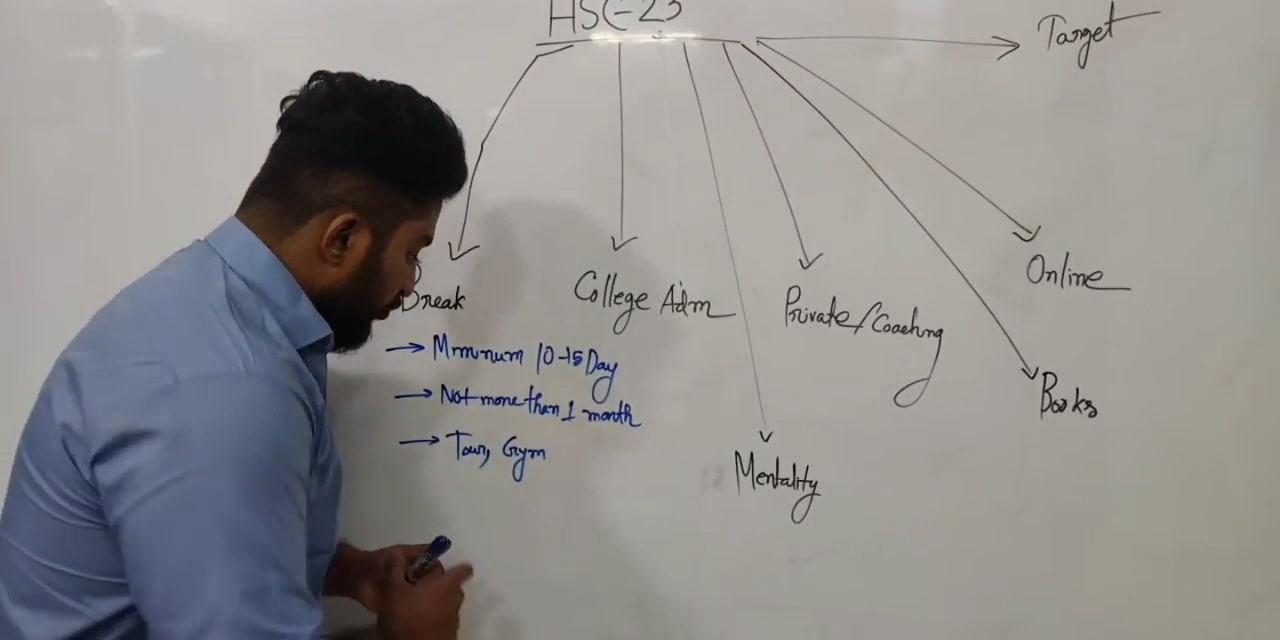 HSC-23
Target
Online
Break
College Adm
Private/Coaching
Minimum 10-15 Day
Not more than 1 month
Books
Tour, Gym
Mentality